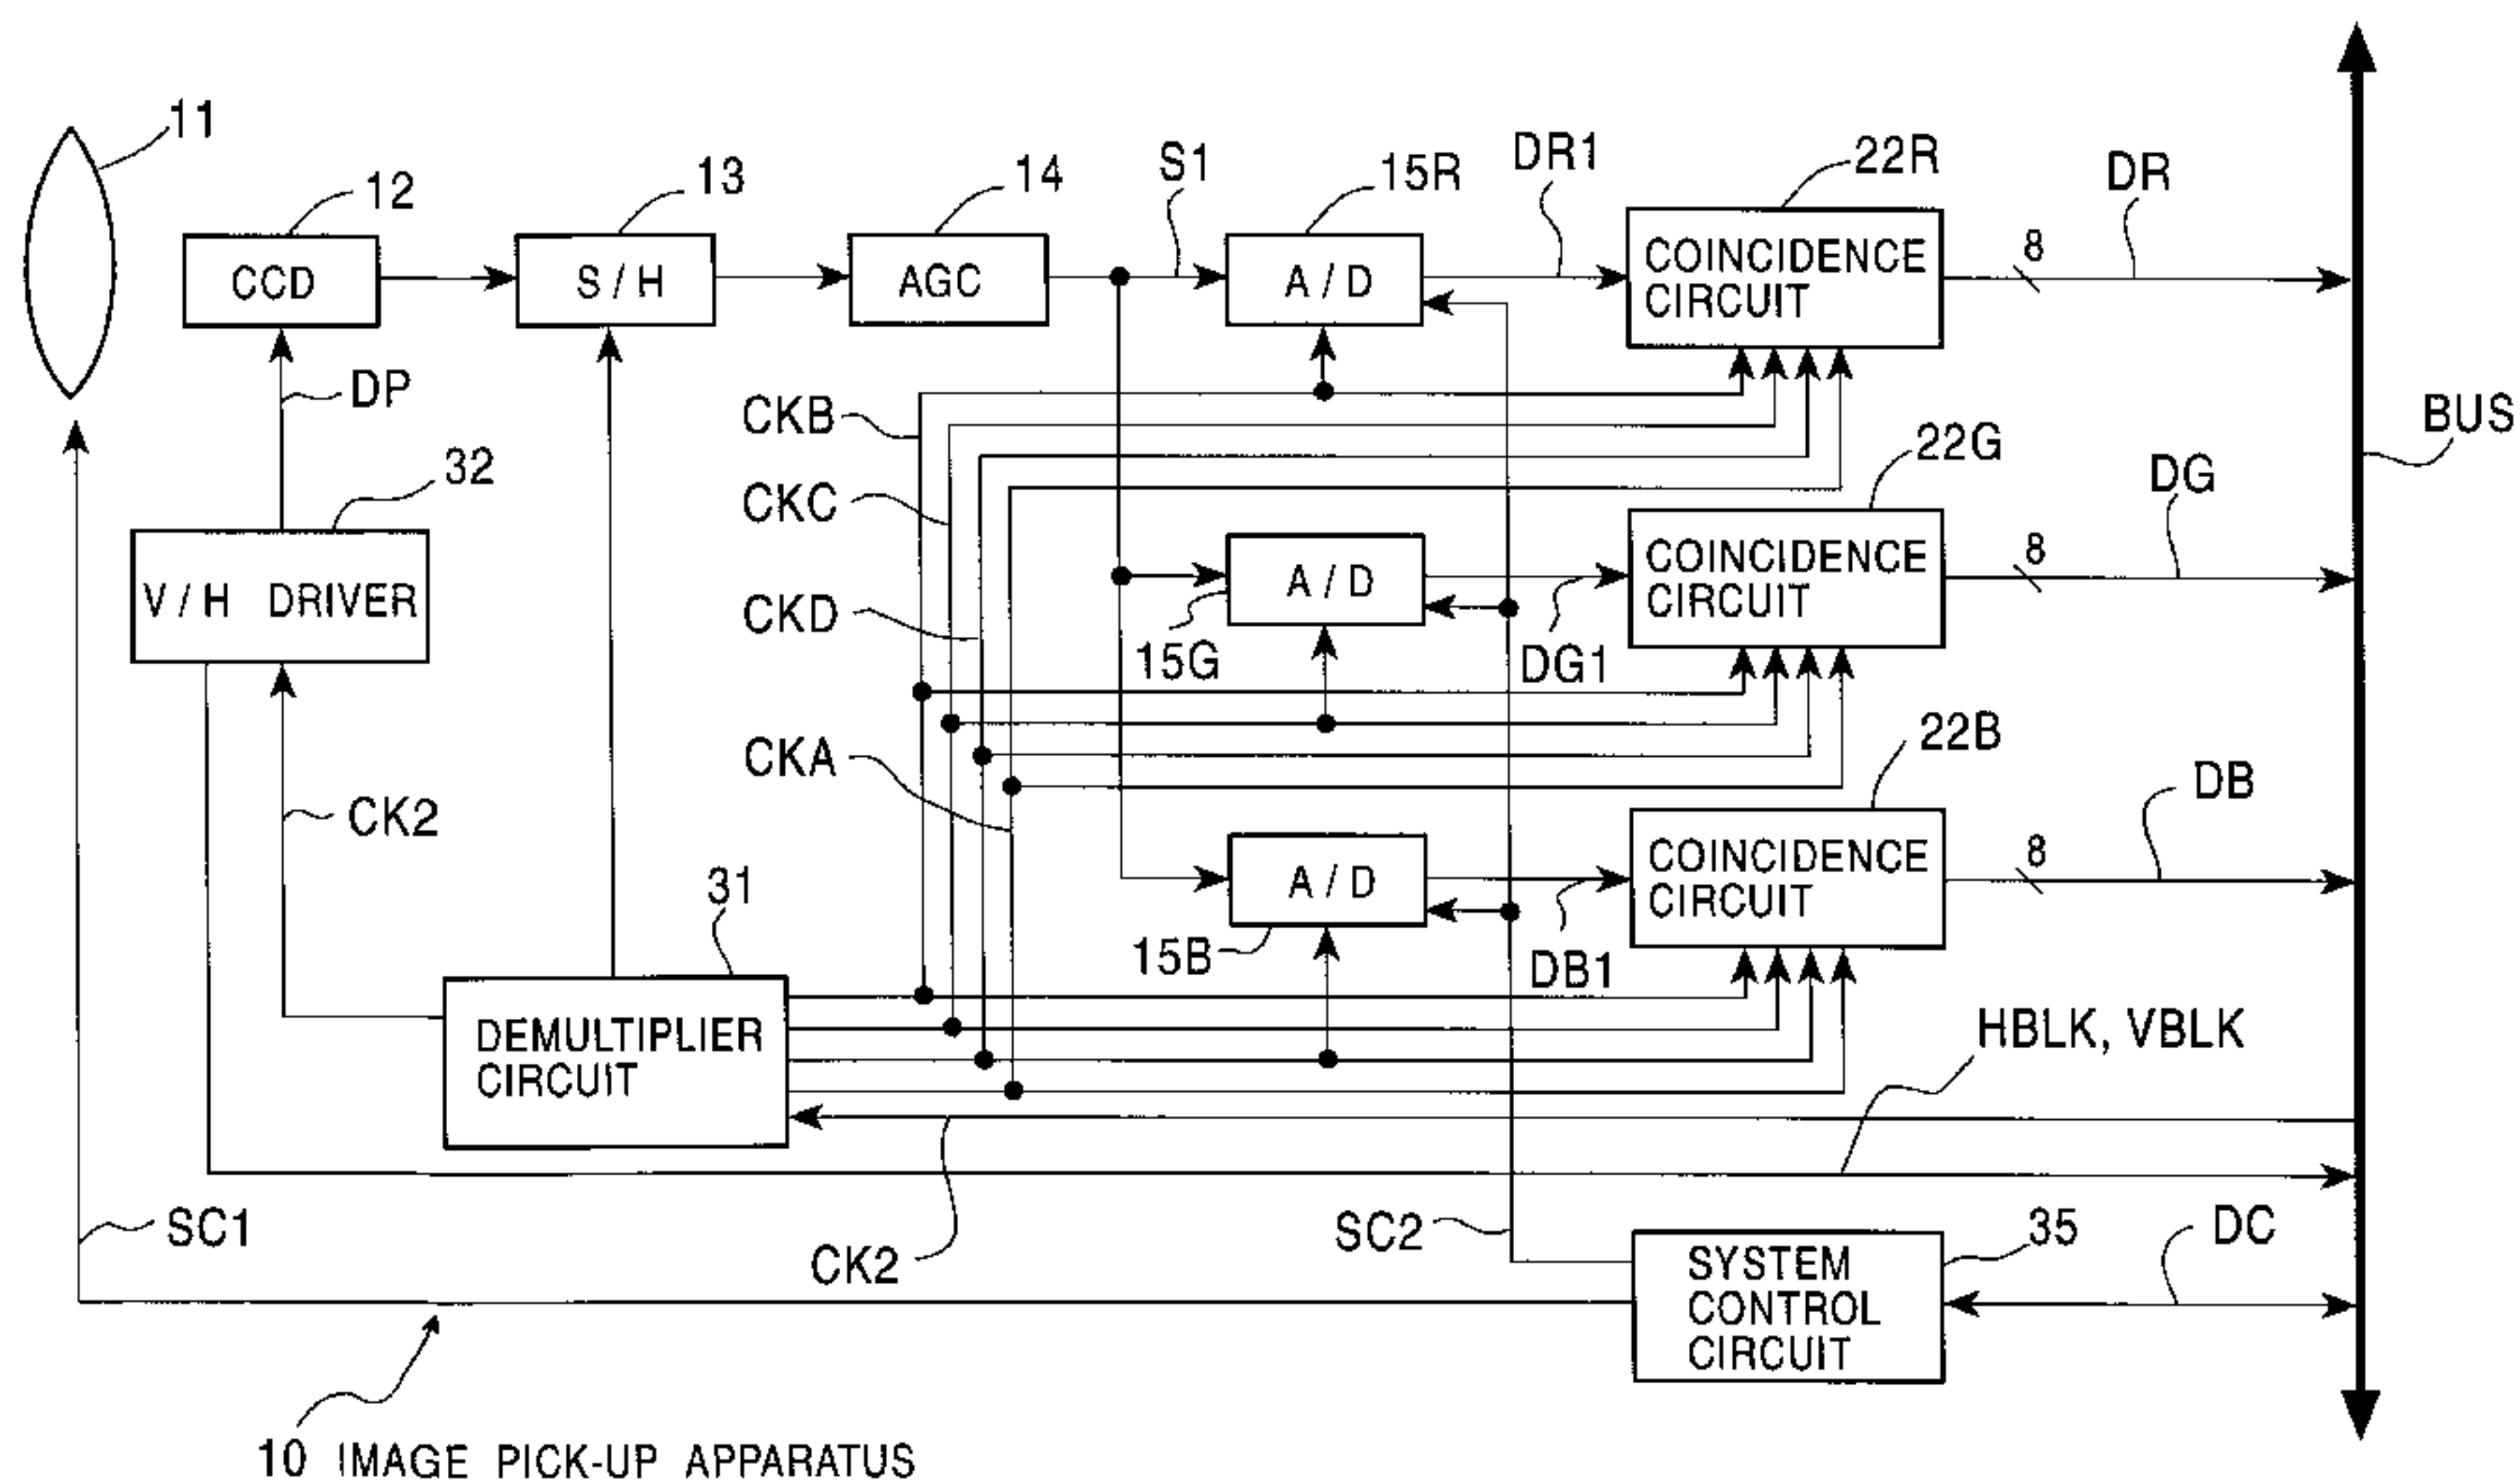 11
12
13
14
S1
15R
DR1
22R
DR
CCD
S / H
AGC
A / D
COINCIDENCE
CIRCUIT
8
DP
CKB
BUS
32
CKC
22G
DG
V / H DRIVER
A / D
COINCIDENCE
CIRCUIT
8
CKD
15G
DG1
CKA
22B
DB
CK2
31
A / D
COINCIDENCE
CIRCUIT
8
15B
DB1
DEMULTIPLIER
CIRCUIT
HBLK, VBLK
SC1
CK2
SC2
35
DC
SYSTEM
CONTROL
CIRCUIT
10 IMAGE PICK-UP APPARATUS